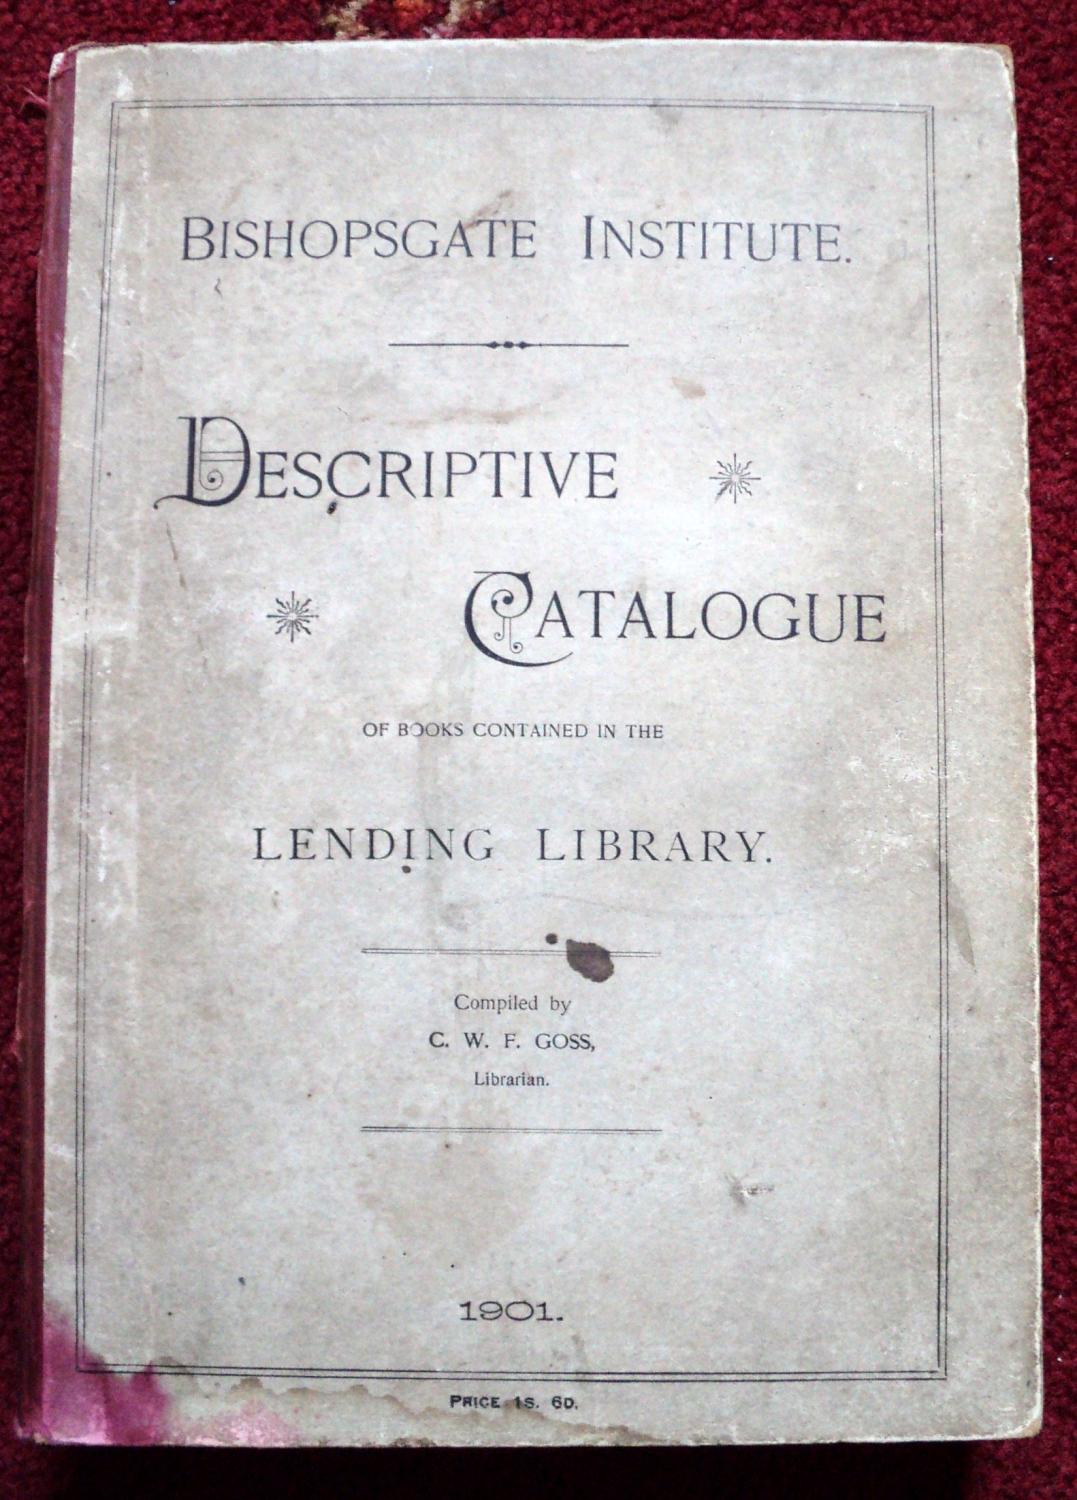 BISHOPSGATE INSTITUTE.
DESCRIPTIVE
CATALOGUE
OF BOOKS CONTAINED IN THE
LENDING LIBRARY.
Compiled by
C. W. F. GOSS,
Librarian.
1901.
PRICE 1S. 6D.